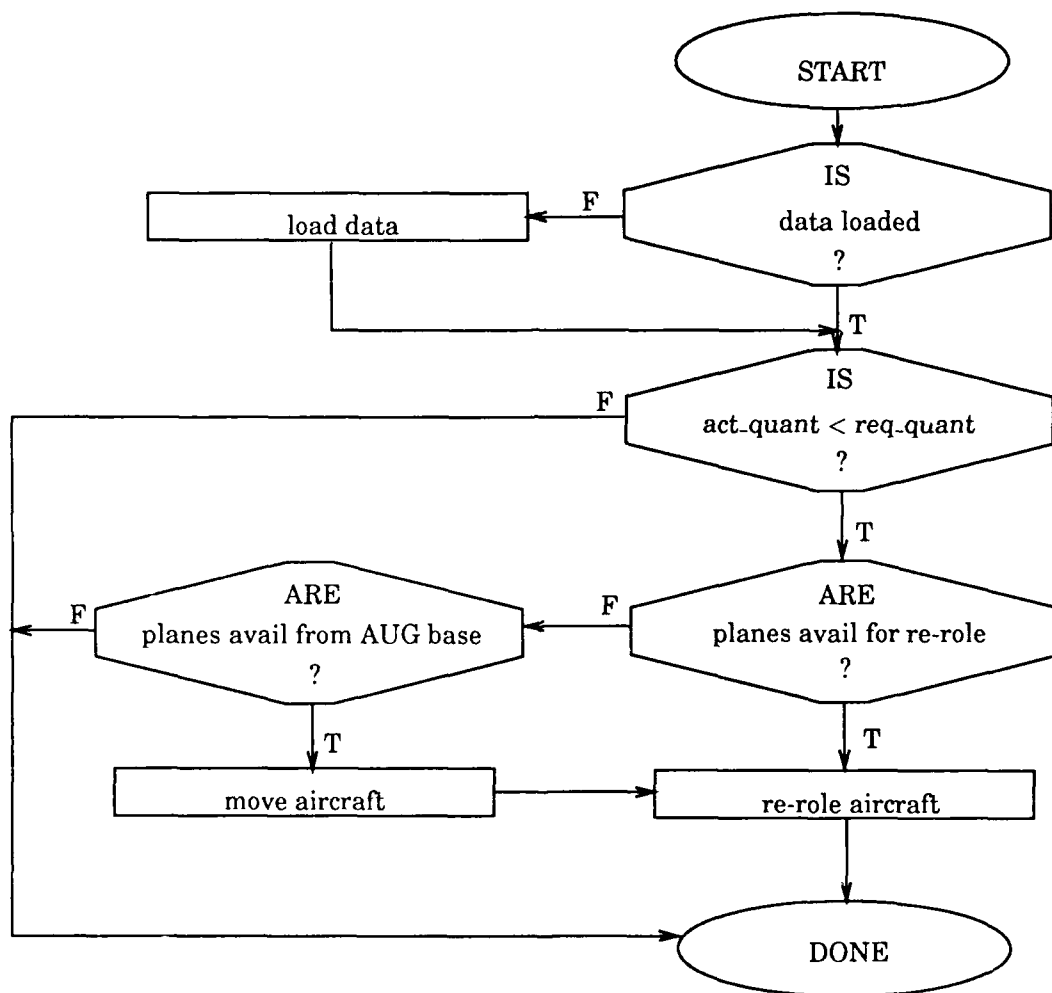 START
IS
data loaded
?
F
load data
T
IS
act_quant < req_quant
?
F
T
ARE
planes avail for re-role
?
F
ARE
planes avail from AUG base
?
F
T
T
move aircraft
re-role aircraft
DONE